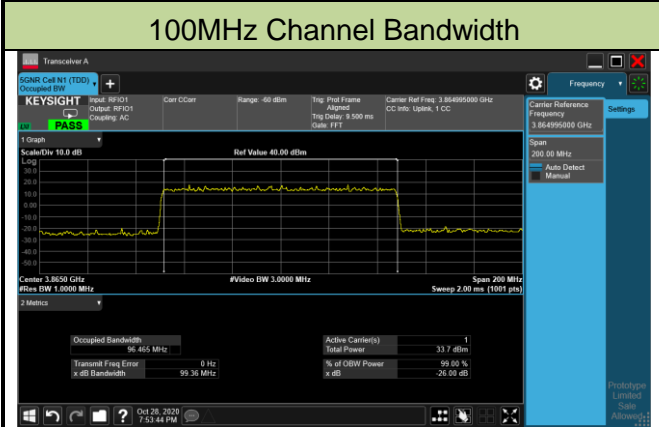 100MHz Channel Bandwidth
Transceiver A
5GNR Cell N1 (TDD)
Occupied BW
Frequency
KEYSIGHT
Input: RFIO1
Output: RFIO1
Coupling: AC
Corr CCorr
Range: -60 dBm
Trig: Prot Frame
Aligned
Trig Delay: 9.500 ms
Gate: FFT
Carrier Ref Freq: 3.864995000 GHz
CC Info: Uplink, 1 CC
PASS
Carrier Reference
Frequency
3.864995000 GHz
Settings
Span
200.00 MHz
Auto Detect
Manual
1 Graph
Scale/Div 10.0 dB
Ref Value 40.00 dBm
Log
30.0
20.0
10.0
0.00
-10.0
-20.0
-30.0
-40.0
-50.0
Center 3.8650 GHz
#Video BW 3.0000 MHz
Span 200 MHz
#Res BW 1.0000 MHz
Sweep 2.00 ms (1001 pts)
2 Metrics
Occupied Bandwidth
96.465 MHz
Active Carrier(s) 1
Total Power 33.7 dBm
Transmit Freq Error 0 Hz
x dB Bandwidth 99.36 MHz
% of OBW Power 99.00 %
x dB -26.00 dB
Oct 28, 2020
7:53:44 PM
Prototype
Limited
Sale
Allowed